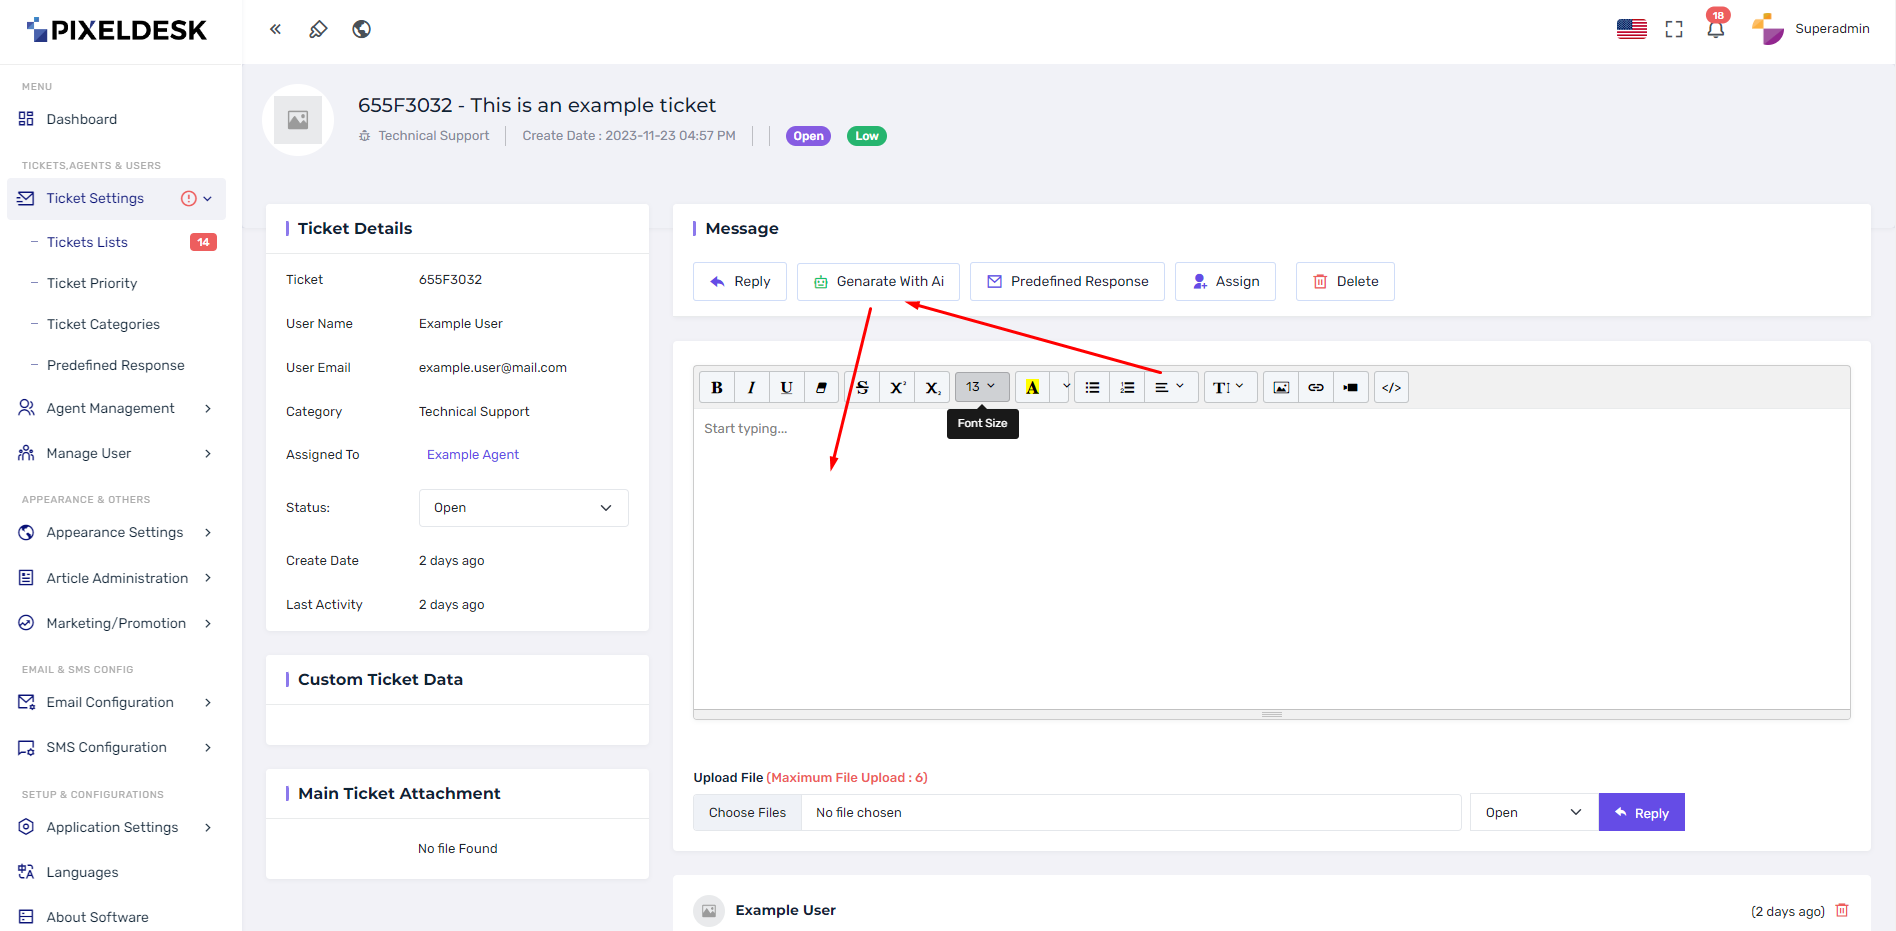 PIXELDESK
18
Superadmin
MENU
Dashboard
TICKETS,AGENTS & USERS
Ticket Settings
Tickets Lists 14
Ticket Priority
Ticket Categories
Predefined Response
Agent Management
Manage User
APPEARANCE & OTHERS
Appearance Settings
Article Administration
Marketing/Promotion
EMAIL & SMS CONFIG
Email Configuration
SMS Configuration
SETUP & CONFIGURATIONS
Application Settings
Languages
About Software
655F3032 - This is an example ticket
Technical Support Create Date : 2023-11-23 04:57 PM Open Low
Ticket Details
Ticket 655F3032
User Name Example User
User Email example.user@mail.com
Category Technical Support
Assigned To Example Agent
Status: Open
Create Date 2 days ago
Last Activity 2 days ago
Custom Ticket Data
Main Ticket Attachment
No file Found
Message
Reply Genarate With Ai Predefined Response Assign Delete
B I U S X² X₂ 13 A TI </>
Font Size
Start typing...
Upload File (Maximum File Upload : 6)
Choose Files No file chosen Open Reply
Example User (2 days ago)